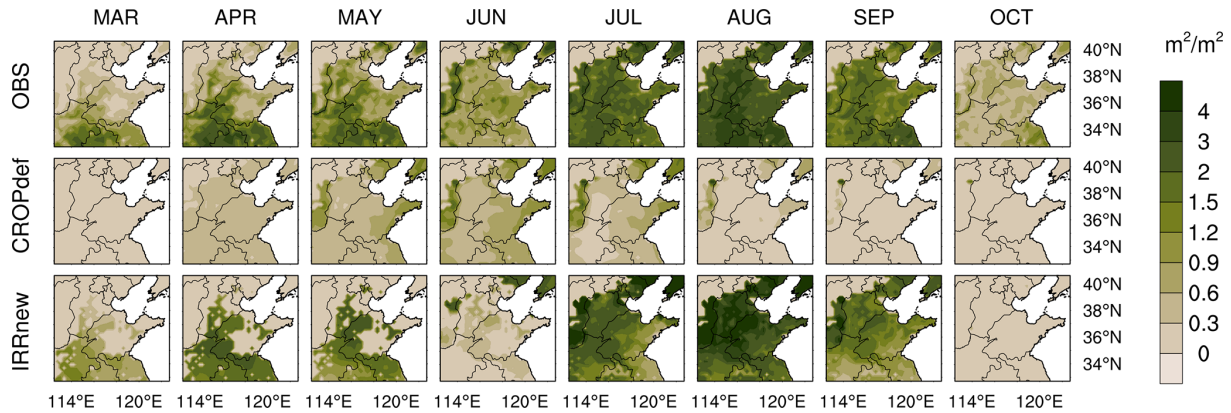 MAR APR MAY JUN JUL AUG SEP OCT
m²/m²
OBS
40°N
38°N
36°N
34°N
CROPdef
40°N
38°N
36°N
34°N
IRRnew
40°N
38°N
36°N
34°N
4
3
2
1.5
1.2
0.9
0.6
0.3
0
114°E 120°E 114°E 120°E 114°E 120°E 114°E 120°E 114°E 120°E 114°E 120°E 114°E 120°E 114°E 120°E